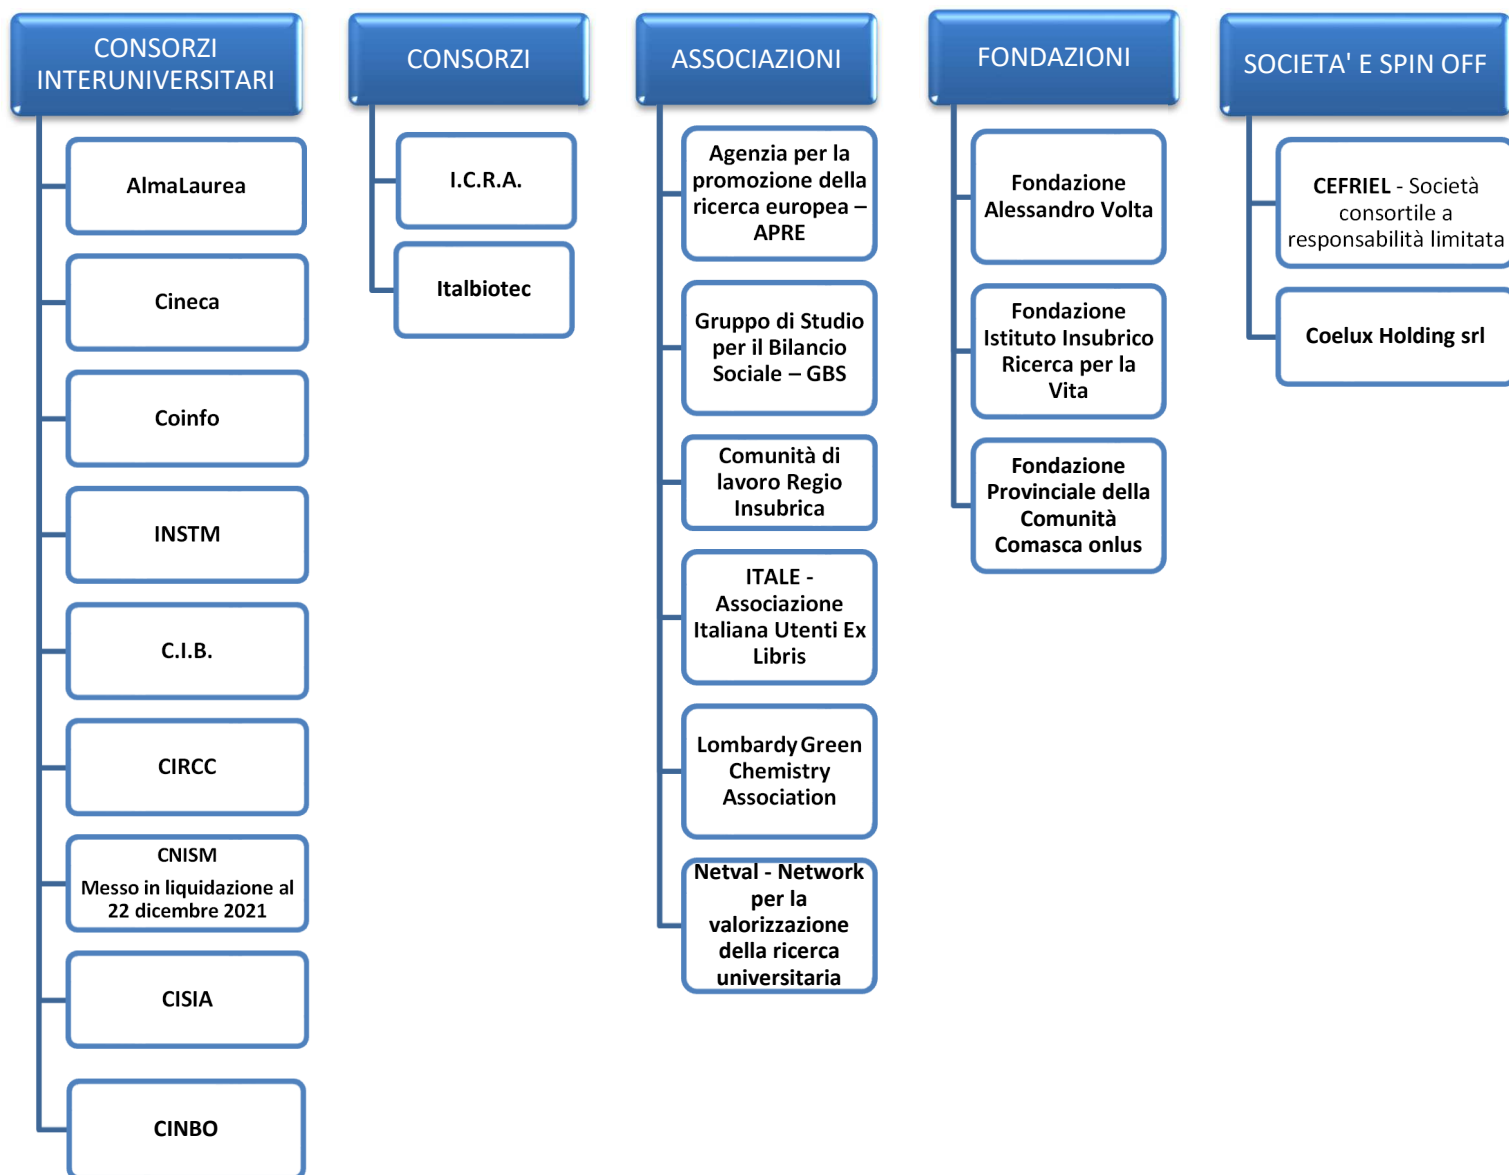 CONSORZI
INTERUNIVERSITARI
AlmaLaurea
Cineca
Coinfo
INSTM
C.I.B.
CIRCC
CNISM
Messo in liquidazione al
22 dicembre 2021
CISIA
CINBO
CONSORZI
I.C.R.A.
Italbiotec
ASSOCIAZIONI
Agenzia per la
promozione della
ricerca europea –
APRE
Gruppo di Studio
per il Bilancio
Sociale – GBS
Comunità di
lavoro Regio
Insubrica
ITALE -
Associazione
Italiana Utenti Ex
Libris
Lombardy Green
Chemistry
Association
Netval - Network
per la
valorizzazione
della ricerca
universitaria
FONDAZIONI
Fondazione
Alessandro Volta
Fondazione
Istituto Insubrico
Ricerca per la
Vita
Fondazione
Provinciale della
Comunità
Comasca onlus
SOCIETA' E SPIN OFF
CEFRIEL - Società
consortile a
responsabilità limitata
Coelux Holding srl